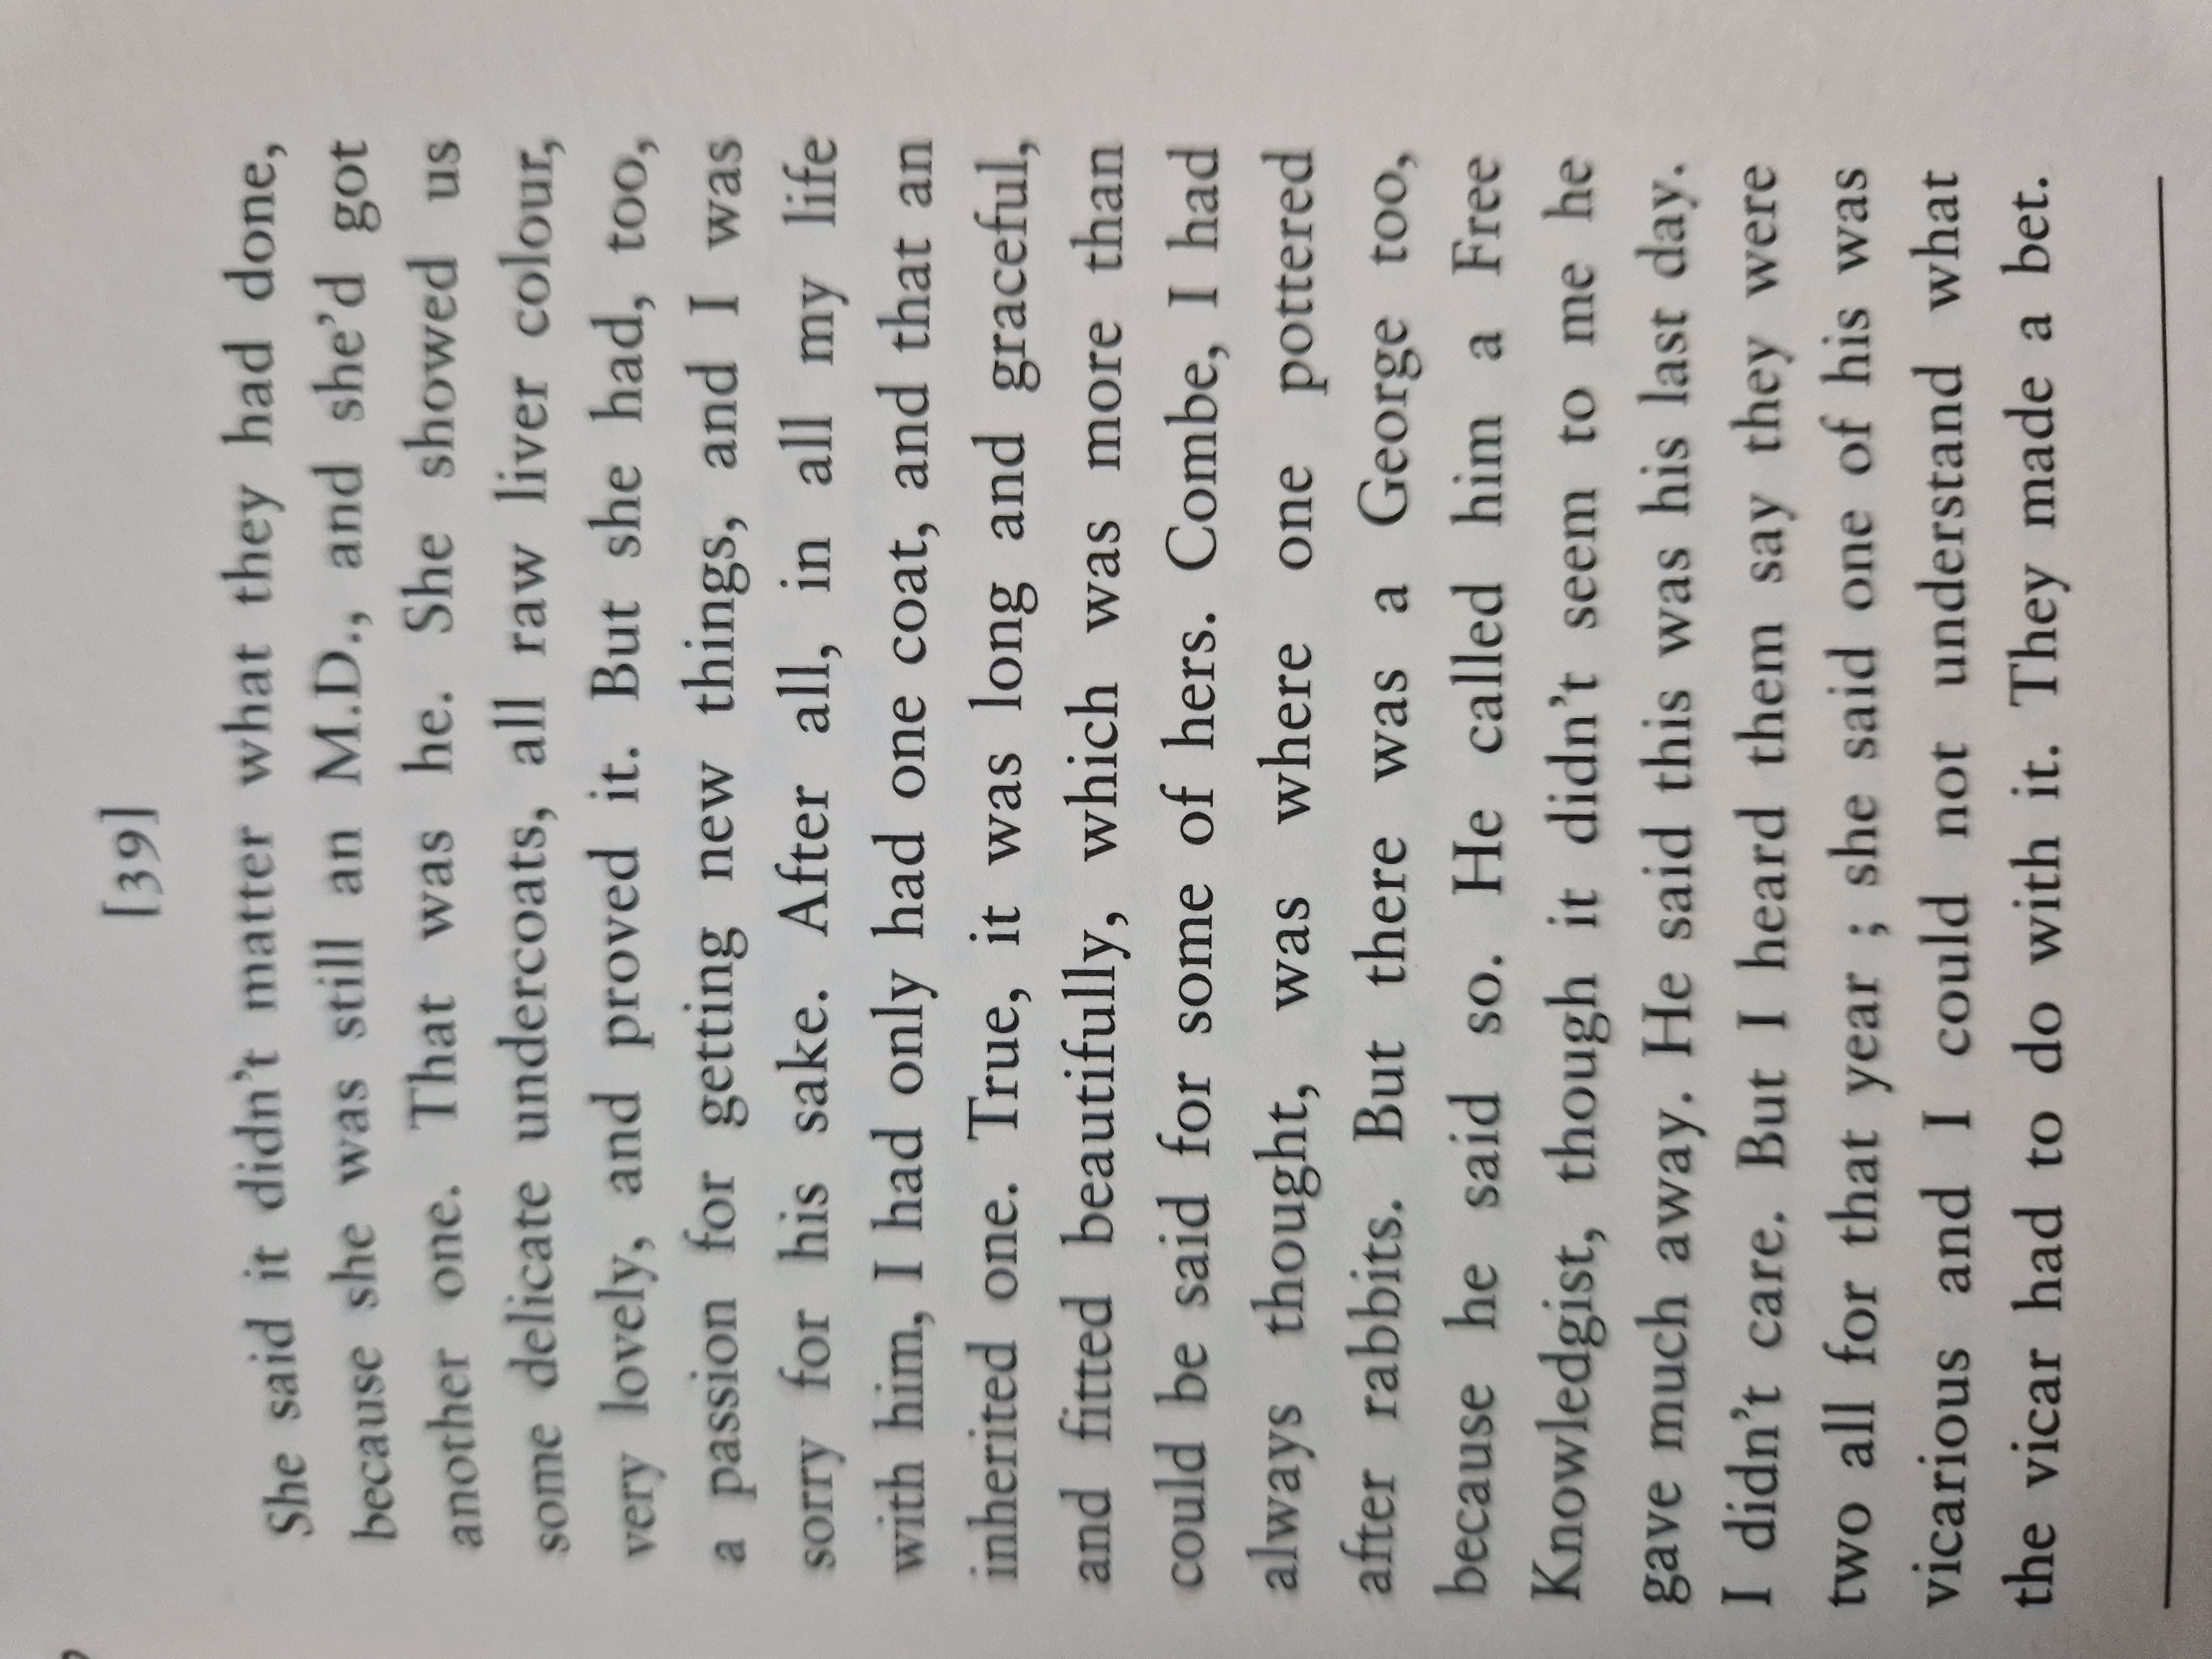 [39]
She said it didn't matter what they had done,
because she was still an M.D., and she'd got
another one. That was he. She showed us
some delicate undercoats, all raw liver colour,
very lovely, and proved it. But she had, too,
a passion for getting new things, and I was
sorry for his sake. After all, in all my life
with him, I had only had one coat, and that an
inherited one. True, it was long and graceful,
and fitted beautifully, which was more than
could be said for some of hers. Combe, I had
always thought, was where one pottered
after rabbits. But there was a George too,
because he said so. He called him a Free
Knowledgist, though it didn't seem to me he
gave much away. He said this was his last day.
I didn't care. But I heard them say they were
two all for that year ; she said one of his was
vicarious and I could not understand what
the vicar had to do with it. They made a bet.